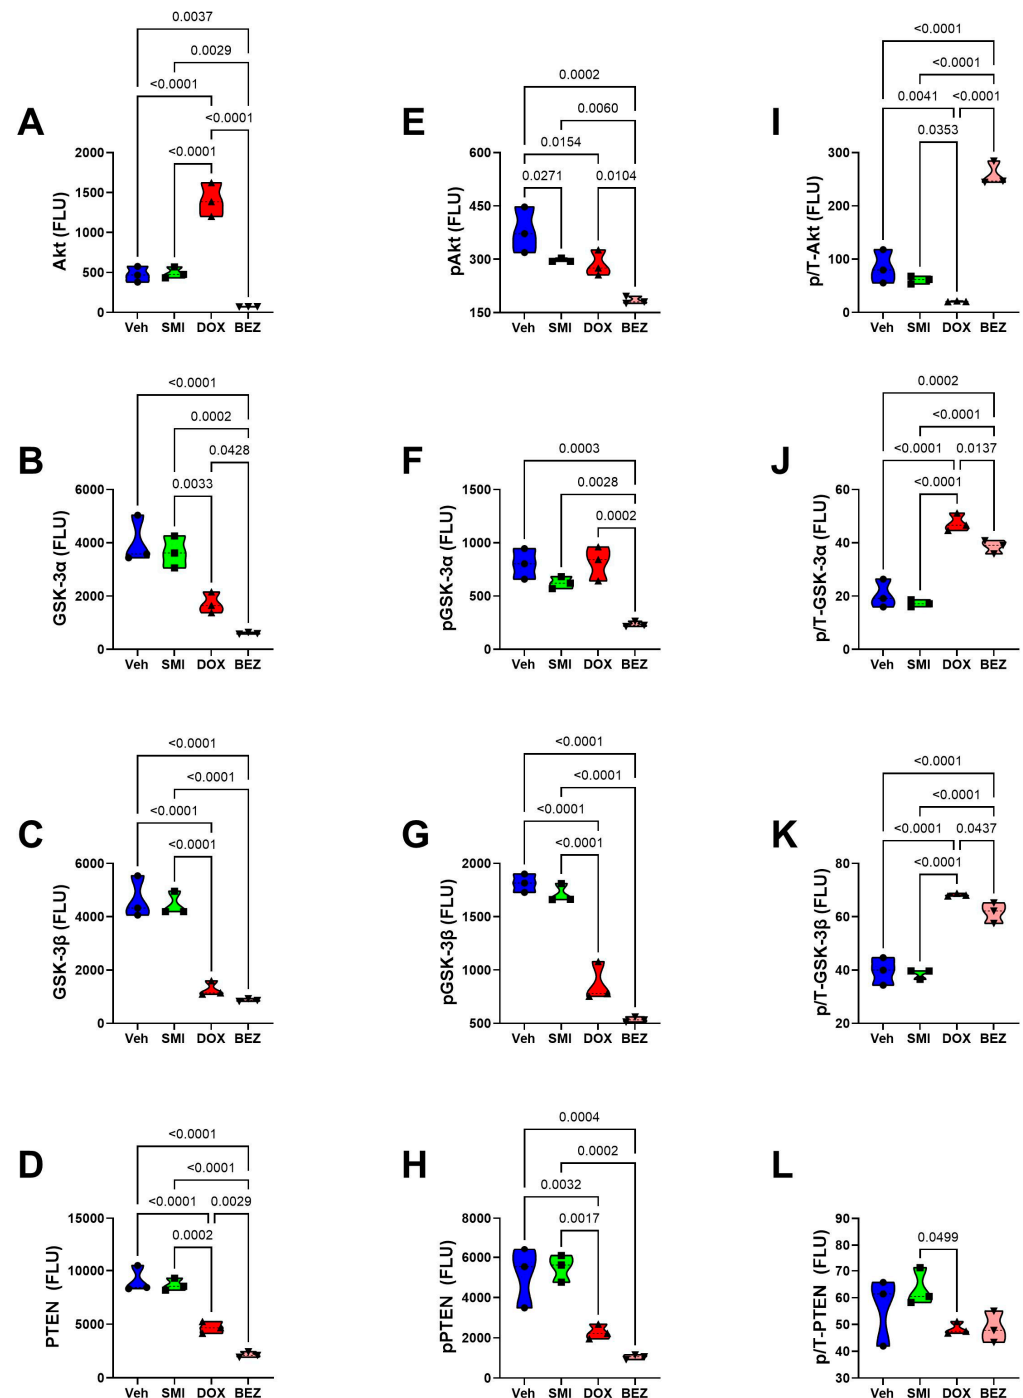 A
0.0037
0.0029
<0.0001
<0.0001
<0.0001
Akt (FLU)
2000
1500
1000
500
0
Veh SMI DOX BEZ
E
0.0002
0.0060
0.0154
0.0271 0.0104
pAkt (FLU)
600
450
300
150
Veh SMI DOX BEZ
I
<0.0001
<0.0001
0.0041 <0.0001
0.0353
p/T-Akt (FLU)
300
200
100
0
Veh SMI DOX BEZ
B
<0.0001
0.0002
0.0428
0.0033
GSK-3α (FLU)
6000
4000
2000
0
Veh SMI DOX BEZ
F
0.0003
0.0028
0.0002
pGSK-3α (FLU)
1500
1000
500
0
Veh SMI DOX BEZ
J
0.0002
<0.0001
<0.0001 0.0137
<0.0001
p/T-GSK-3α (FLU)
60
40
20
0
Veh SMI DOX BEZ
C
<0.0001
<0.0001
<0.0001
<0.0001
GSK-3β (FLU)
6000
4000
2000
0
Veh SMI DOX BEZ
G
<0.0001
<0.0001
<0.0001
<0.0001
pGSK-3β (FLU)
2000
1500
1000
500
Veh SMI DOX BEZ
K
<0.0001
<0.0001
<0.0001 0.0437
<0.0001
p/T-GSK-3β (FLU)
80
60
40
20
Veh SMI DOX BEZ
D
<0.0001
<0.0001
<0.0001 0.0029
0.0002
PTEN (FLU)
15000
10000
5000
0
Veh SMI DOX BEZ
H
0.0004
0.0002
0.0032
0.0017
pPTEN (FLU)
8000
6000
4000
2000
0
Veh SMI DOX BEZ
L
0.0499
p/T-PTEN (FLU)
90
80
70
60
50
40
30
Veh SMI DOX BEZ